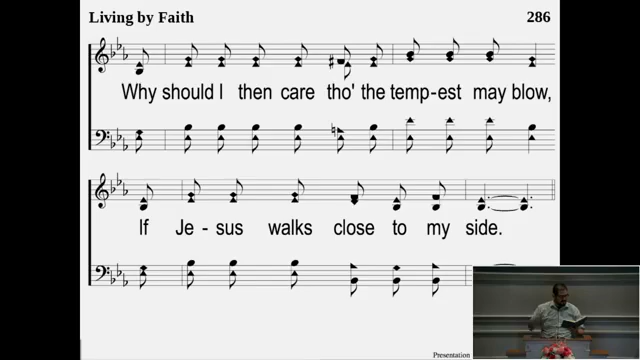 Living by Faith
286
Why should I then care tho' the temp-est may blow,
If Je - sus walks close to my side.
Presentation